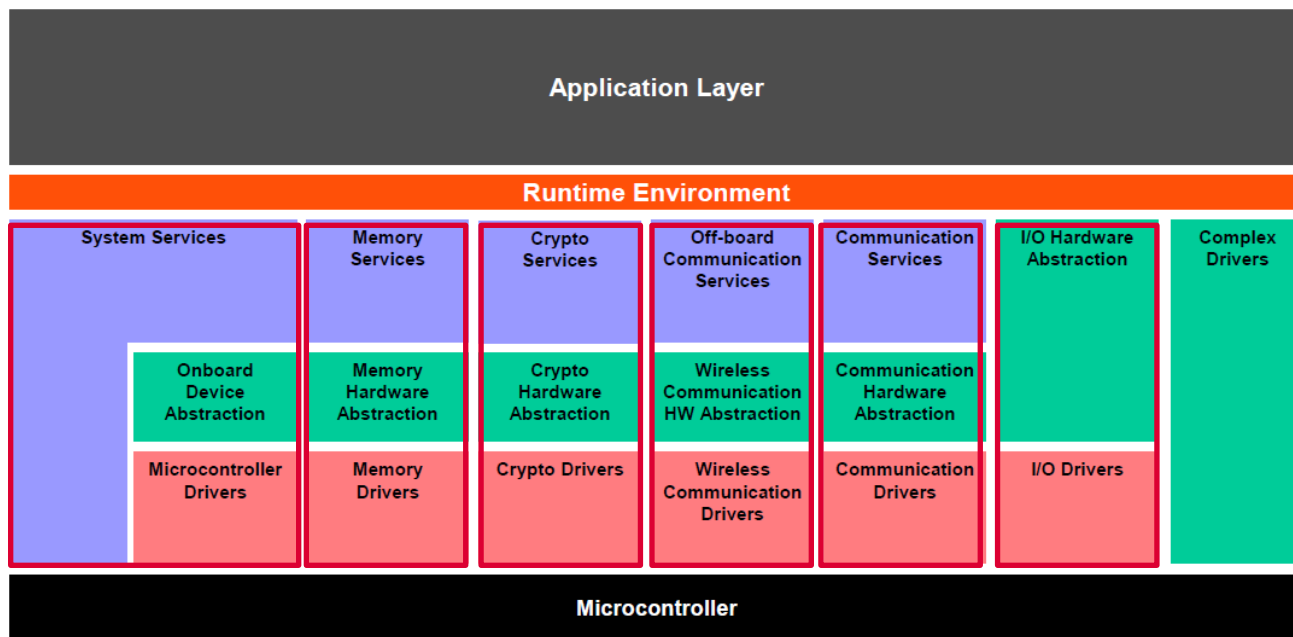 Application Layer
Runtime Environment
System Services
Memory
Services
Crypto
Services
Off-board
Communication
Services
Communication
Services
I/O Hardware
Abstraction
Complex
Drivers
Onboard
Device
Abstraction
Memory
Hardware
Abstraction
Crypto
Hardware
Abstraction
Wireless
Communication
HW Abstraction
Communication
Hardware
Abstraction
Microcontroller
Drivers
Memory
Drivers
Crypto Drivers
Wireless
Communication
Drivers
Communication
Drivers
I/O Drivers
Microcontroller